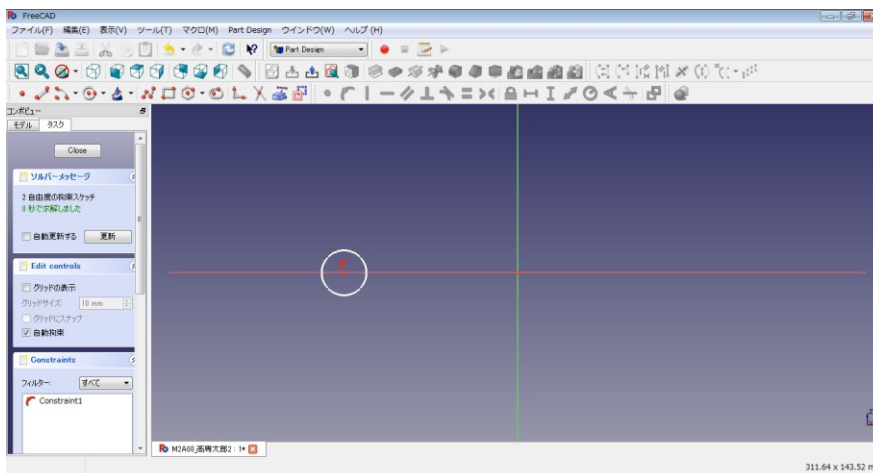 FreeCAD
ファイル(F) 編集(E) 表示(V) ツール(T) マクロ(M) Part Design ウインドウ(W) ヘルプ(H)
Part Design
コンボビュー
モデル タスク
Close
ソルバーメッセージ
2 自由度の拘束スケッチ
0 秒で求解しました
自動更新する 更新
Edit controls
グリッドの表示
グリッドサイズ: 10 mm
グリッドにスナップ
自動拘束
Constraints
フィルター: すべて
Constraint1
M2A00_高専太郎2 : 1*
311.64 x 143.52 m